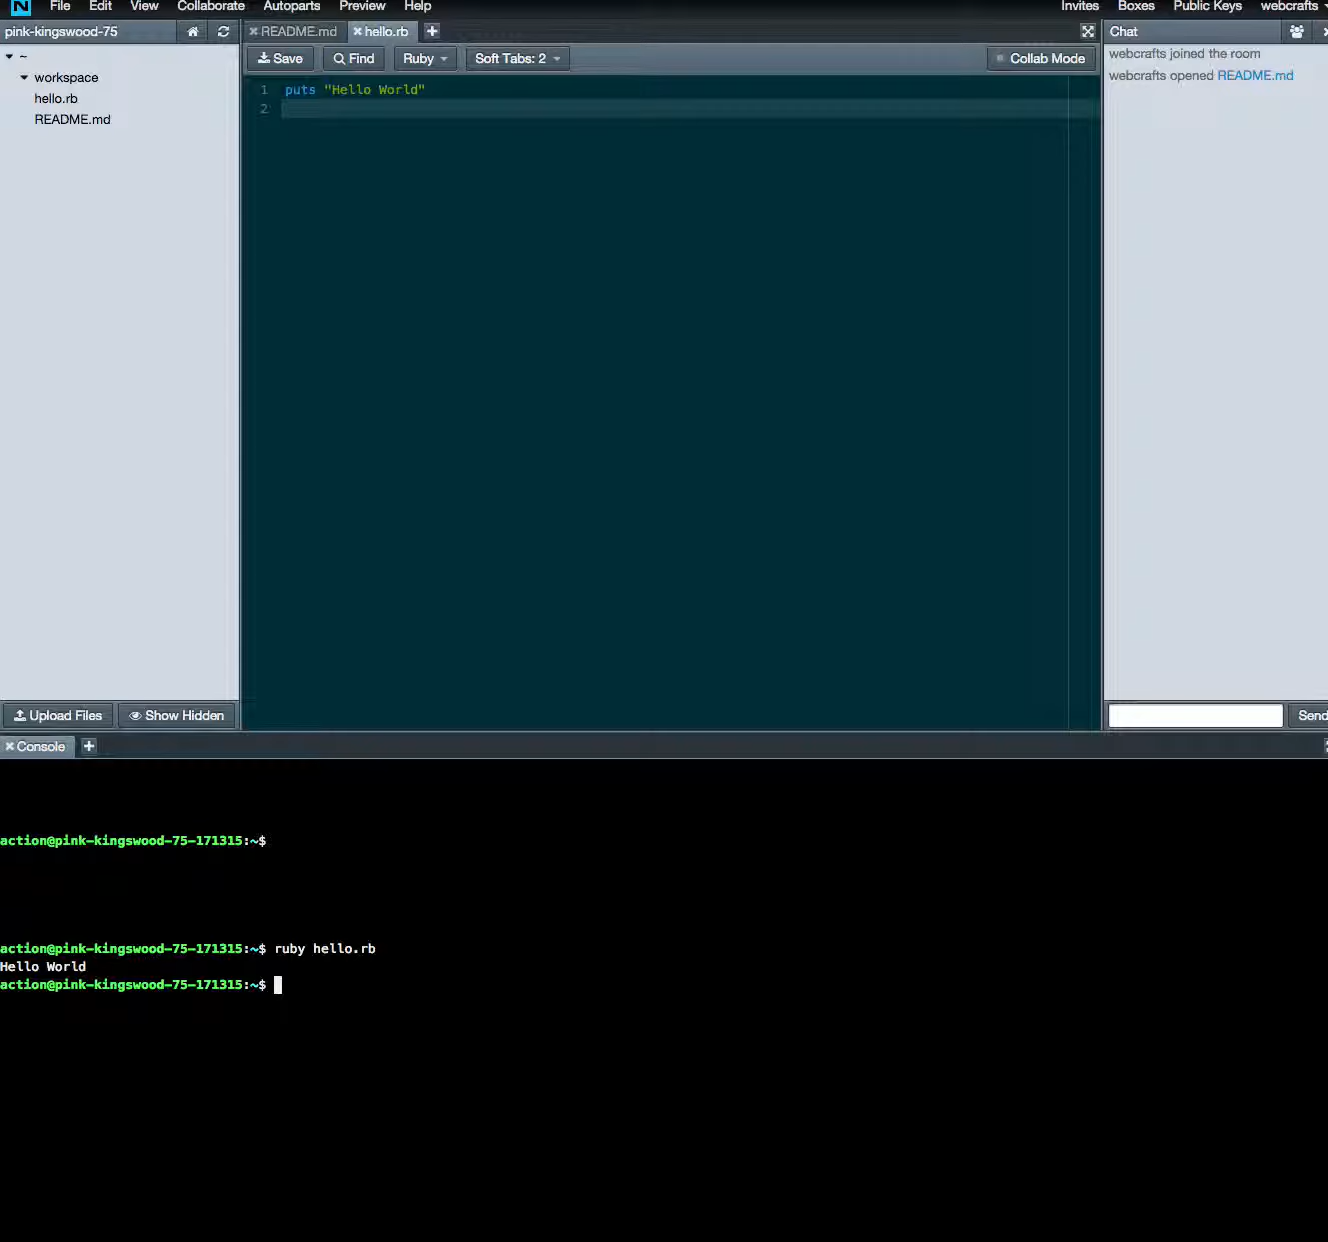 N File Edit View Collaborate Autoparts Preview Help Invites Boxes Public Keys webcrafts
pink-kingswood-75
README.md hello.rb
Chat
~
workspace
hello.rb
README.md
Save Find Ruby Soft Tabs: 2 Collab Mode
1 puts "Hello World"
2
webcrafts joined the room
webcrafts opened README.md
Upload Files Show Hidden
Send
Console
action@pink-kingswood-75-171315:~$
action@pink-kingswood-75-171315:~$ ruby hello.rb
Hello World
action@pink-kingswood-75-171315:~$